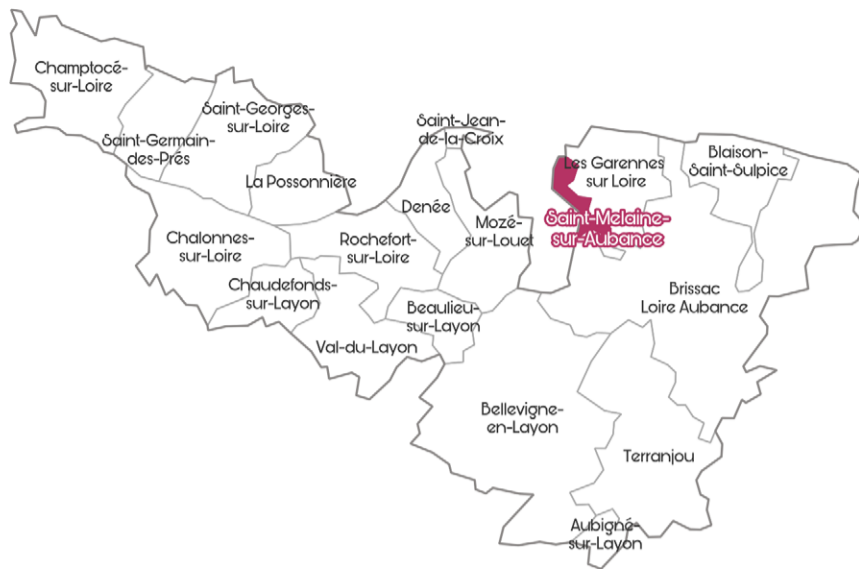 Champtocé-
sur-Loire
Saint-Georges-
sur-Loire
Saint-Germain-
des-Prés
La Possonnière
Saint-Jean-
de-la-Croix
Les Garennes
sur Loire
Blaison-
Saint-Sulpice
Denée
Mozé-
sur-Louet
Saint-Melaine-
sur-Aubance
Chalonnes-
sur-Loire
Rochefort-
sur-Loire
Chaudefonds-
sur-Layon
Beaulieu-
sur-Layon
Brissac
Loire Aubance
Val-du-Layon
Bellevigne-
en-Layon
Terranjou
Aubigné-
sur-Layon